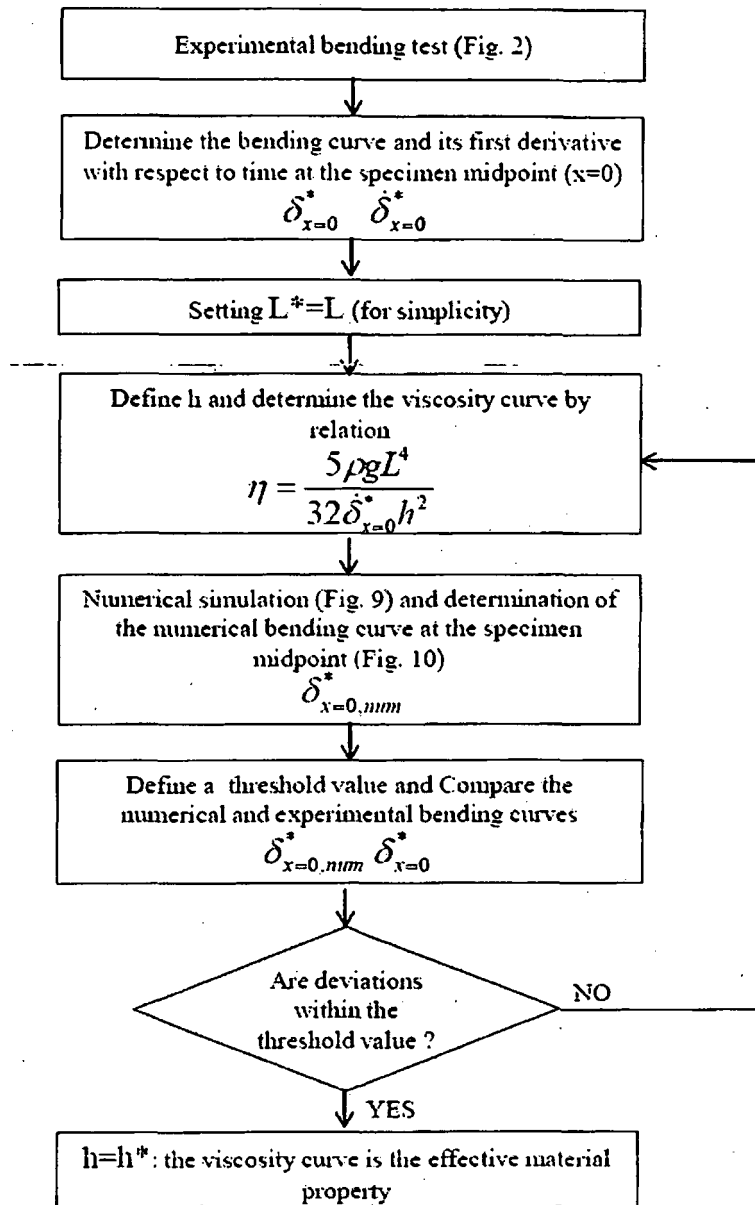 Experimental bending test (Fig. 2)
Determine the bending curve and its first derivative
with respect to time at the specimen midpoint (x=0)
δ*x=0 δ̇*x=0
Setting L*=L (for simplicity)
Define h and determine the viscosity curve by
relation
η = 5ρgL⁴ / 32δ̇*x=0h²
Numerical simulation (Fig. 9) and determination of
the numerical bending curve at the specimen
midpoint (Fig. 10)
δ*x=0,num
Define a threshold value and Compare the
numerical and experimental bending curves
δ*x=0,num δ*x=0
Are deviations
within the
threshold value ?
NO
YES
h=h*: the viscosity curve is the effective material
property